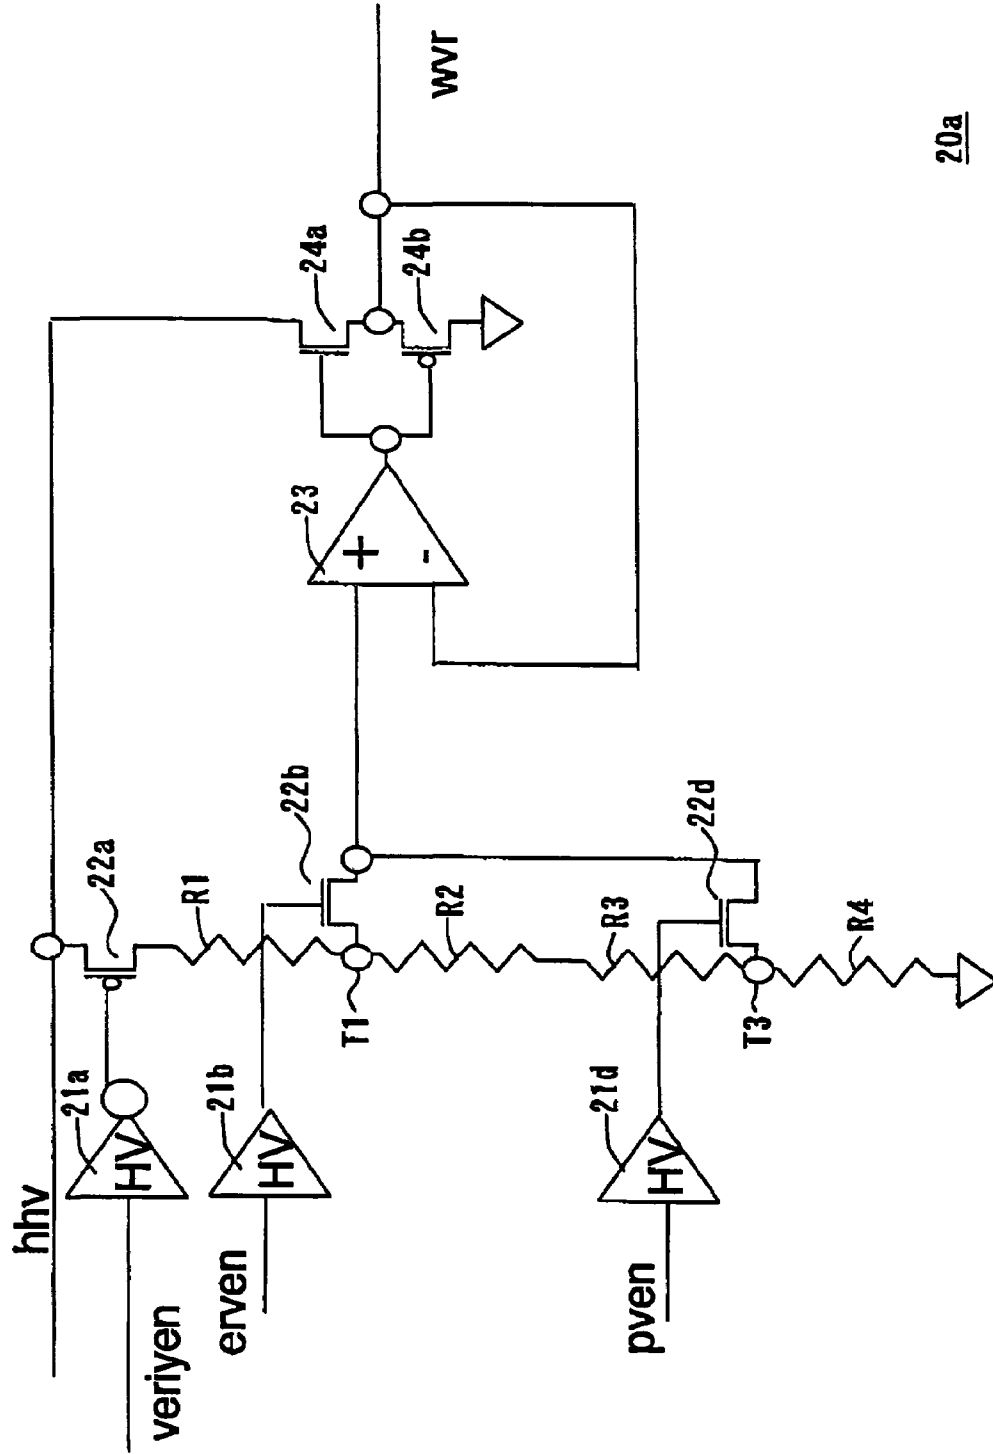 hhv
veriyen
erven
pven
21a
HV
21b
HV
21d
HV
22a
R1
22b
T1
R2
R3
22d
T3
R4
23
+
-
24a
24b
wvr
20a